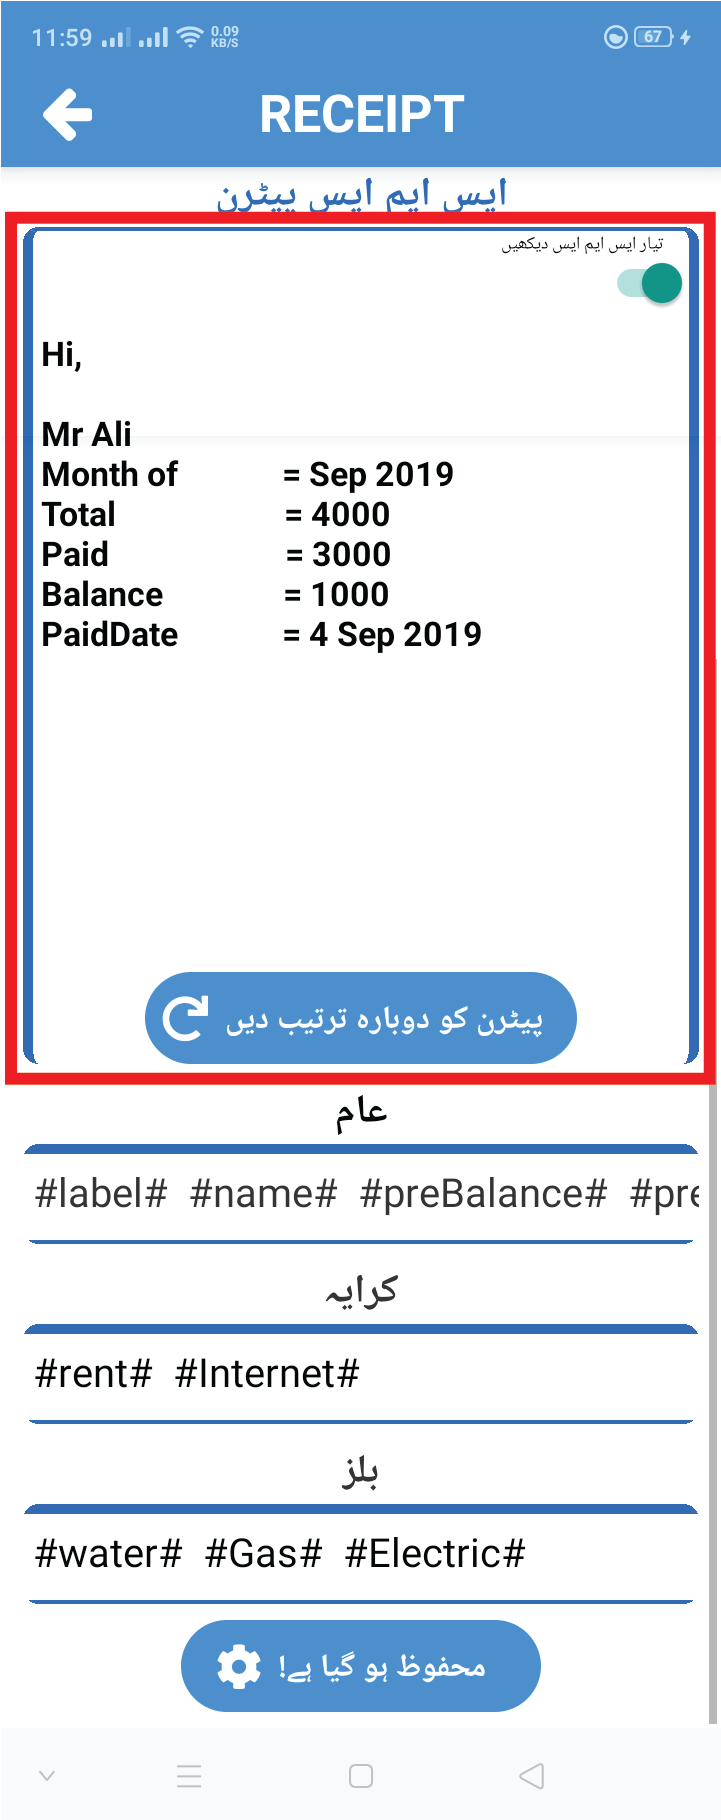 11:59 0.09 KB/S 67
RECEIPT
ایس ایم ایس پیٹرن
تیار ایس ایم ایس دیکھیں
Hi,
Mr Ali
Month of = Sep 2019
Total = 4000
Paid = 3000
Balance = 1000
PaidDate = 4 Sep 2019
پیٹرن کو دوبارہ ترتیب دیں
عام
#label# #name# #preBalance# #pre
کرایہ
#rent# #Internet#
بلز
#water# #Gas# #Electric#
محفوظ ہو گیا ہے!